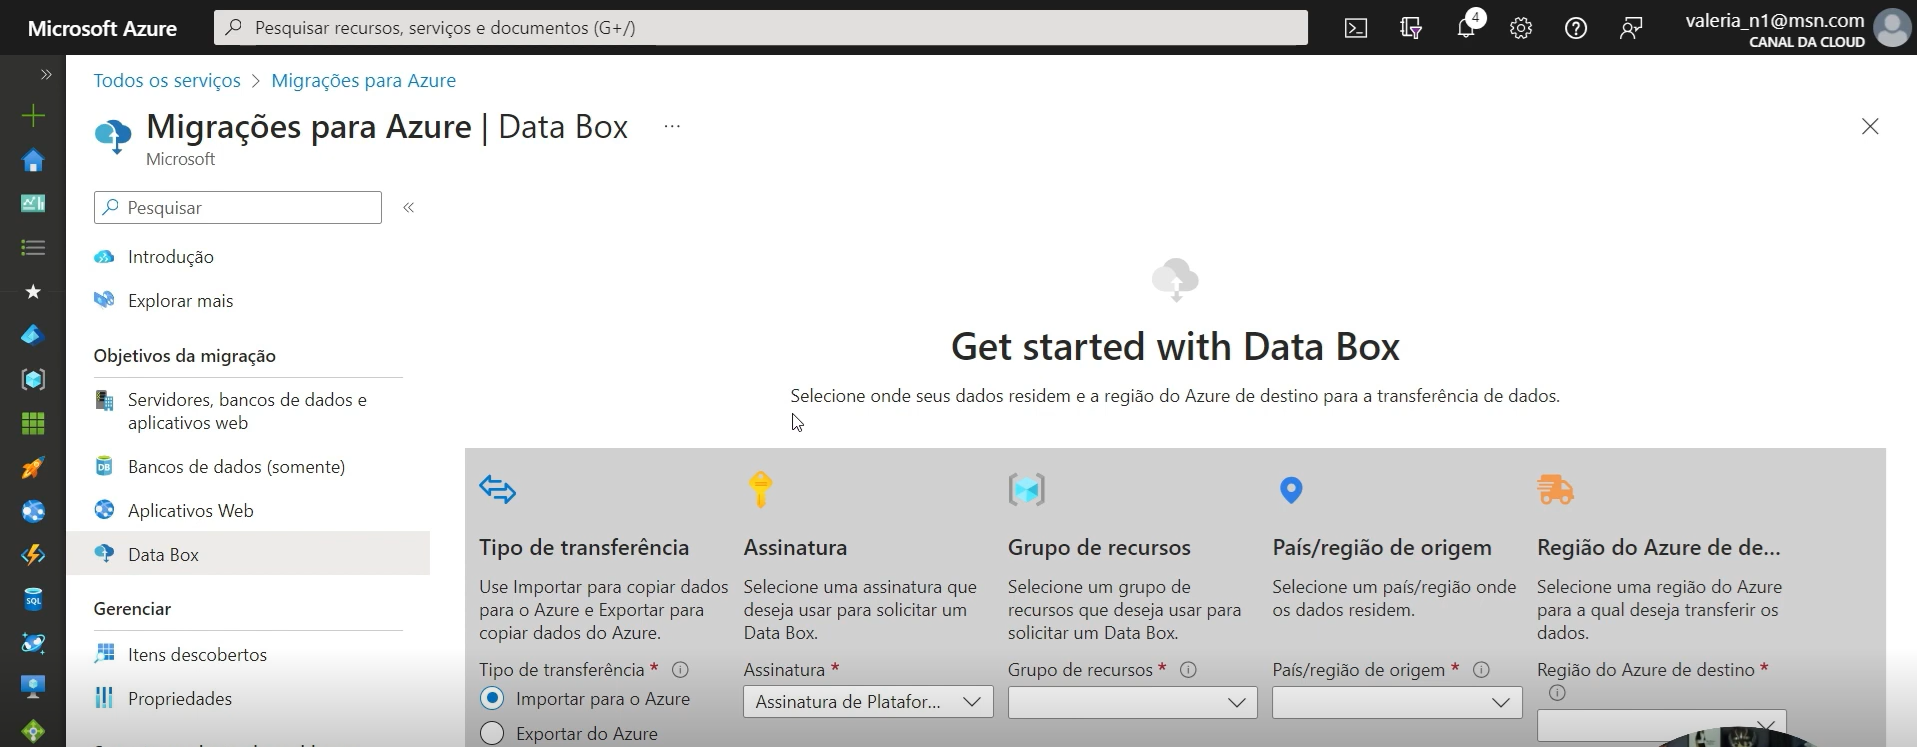 Microsoft Azure
Pesquisar recursos, serviços e documentos (G+/)
4
valeria_n1@msn.com
CANAL DA CLOUD
Todos os serviços > Migrações para Azure
Migrações para Azure | Data Box ...
Microsoft
Pesquisar
Introdução
Explorar mais
Objetivos da migração
Servidores, bancos de dados e
aplicativos web
Bancos de dados (somente)
Aplicativos Web
Data Box
Gerenciar
Itens descobertos
Propriedades
Get started with Data Box
Selecione onde seus dados residem e a região do Azure de destino para a transferência de dados.
Tipo de transferência
Use Importar para copiar dados
para o Azure e Exportar para
copiar dados do Azure.
Tipo de transferência *
Importar para o Azure
Exportar do Azure
Assinatura
Selecione uma assinatura que
deseja usar para solicitar um
Data Box.
Assinatura *
Assinatura de Platafor...
Grupo de recursos
Selecione um grupo de
recursos que deseja usar para
solicitar um Data Box.
Grupo de recursos *
País/região de origem
Selecione um país/região onde
os dados residem.
País/região de origem *
Região do Azure de de...
Selecione uma região do Azure
para a qual deseja transferir os
dados.
Região do Azure de destino *
DB
SQL